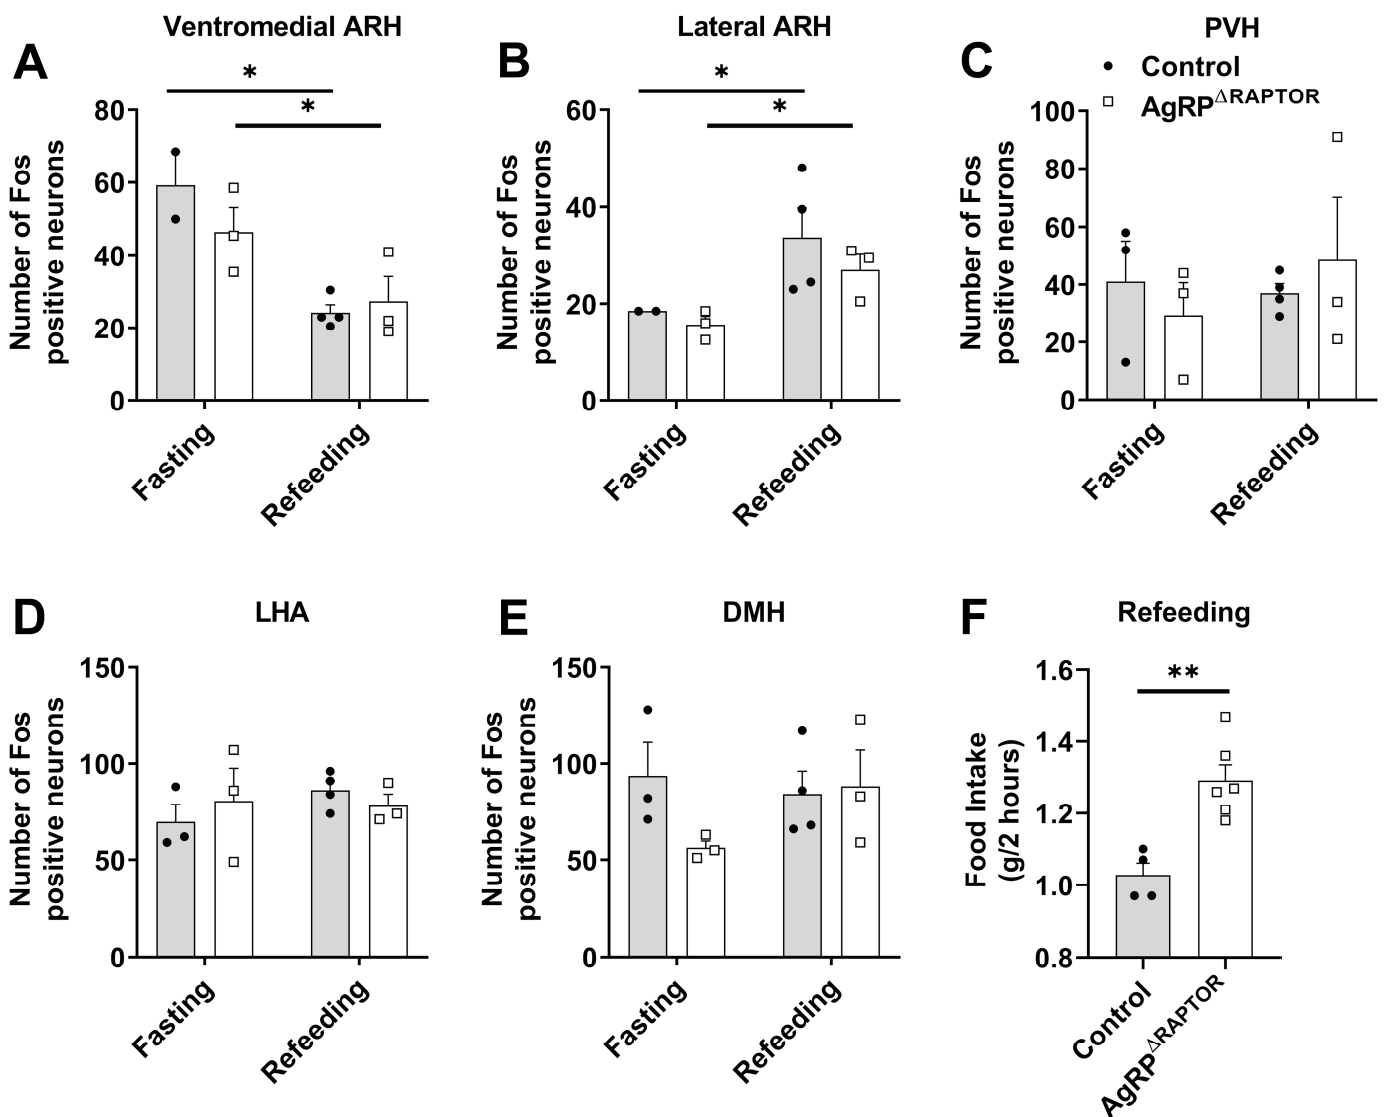 A
Ventromedial ARH
*
*
Number of Fos
positive neurons
80
60
40
20
0
Fasting
Refeeding
B
Lateral ARH
*
*
Number of Fos
positive neurons
60
40
20
0
Fasting
Refeeding
C
PVH
Control
AgRPΔRAPTOR
Number of Fos
positive neurons
100
80
60
40
20
0
Fasting
Refeeding
D
LHA
Number of Fos
positive neurons
150
100
50
0
Fasting
Refeeding
E
DMH
Number of Fos
positive neurons
150
100
50
0
Fasting
Refeeding
F
Refeeding
**
Food Intake
(g/2 hours)
1.6
1.4
1.2
1.0
0.8
Control
AgRPΔRAPTOR